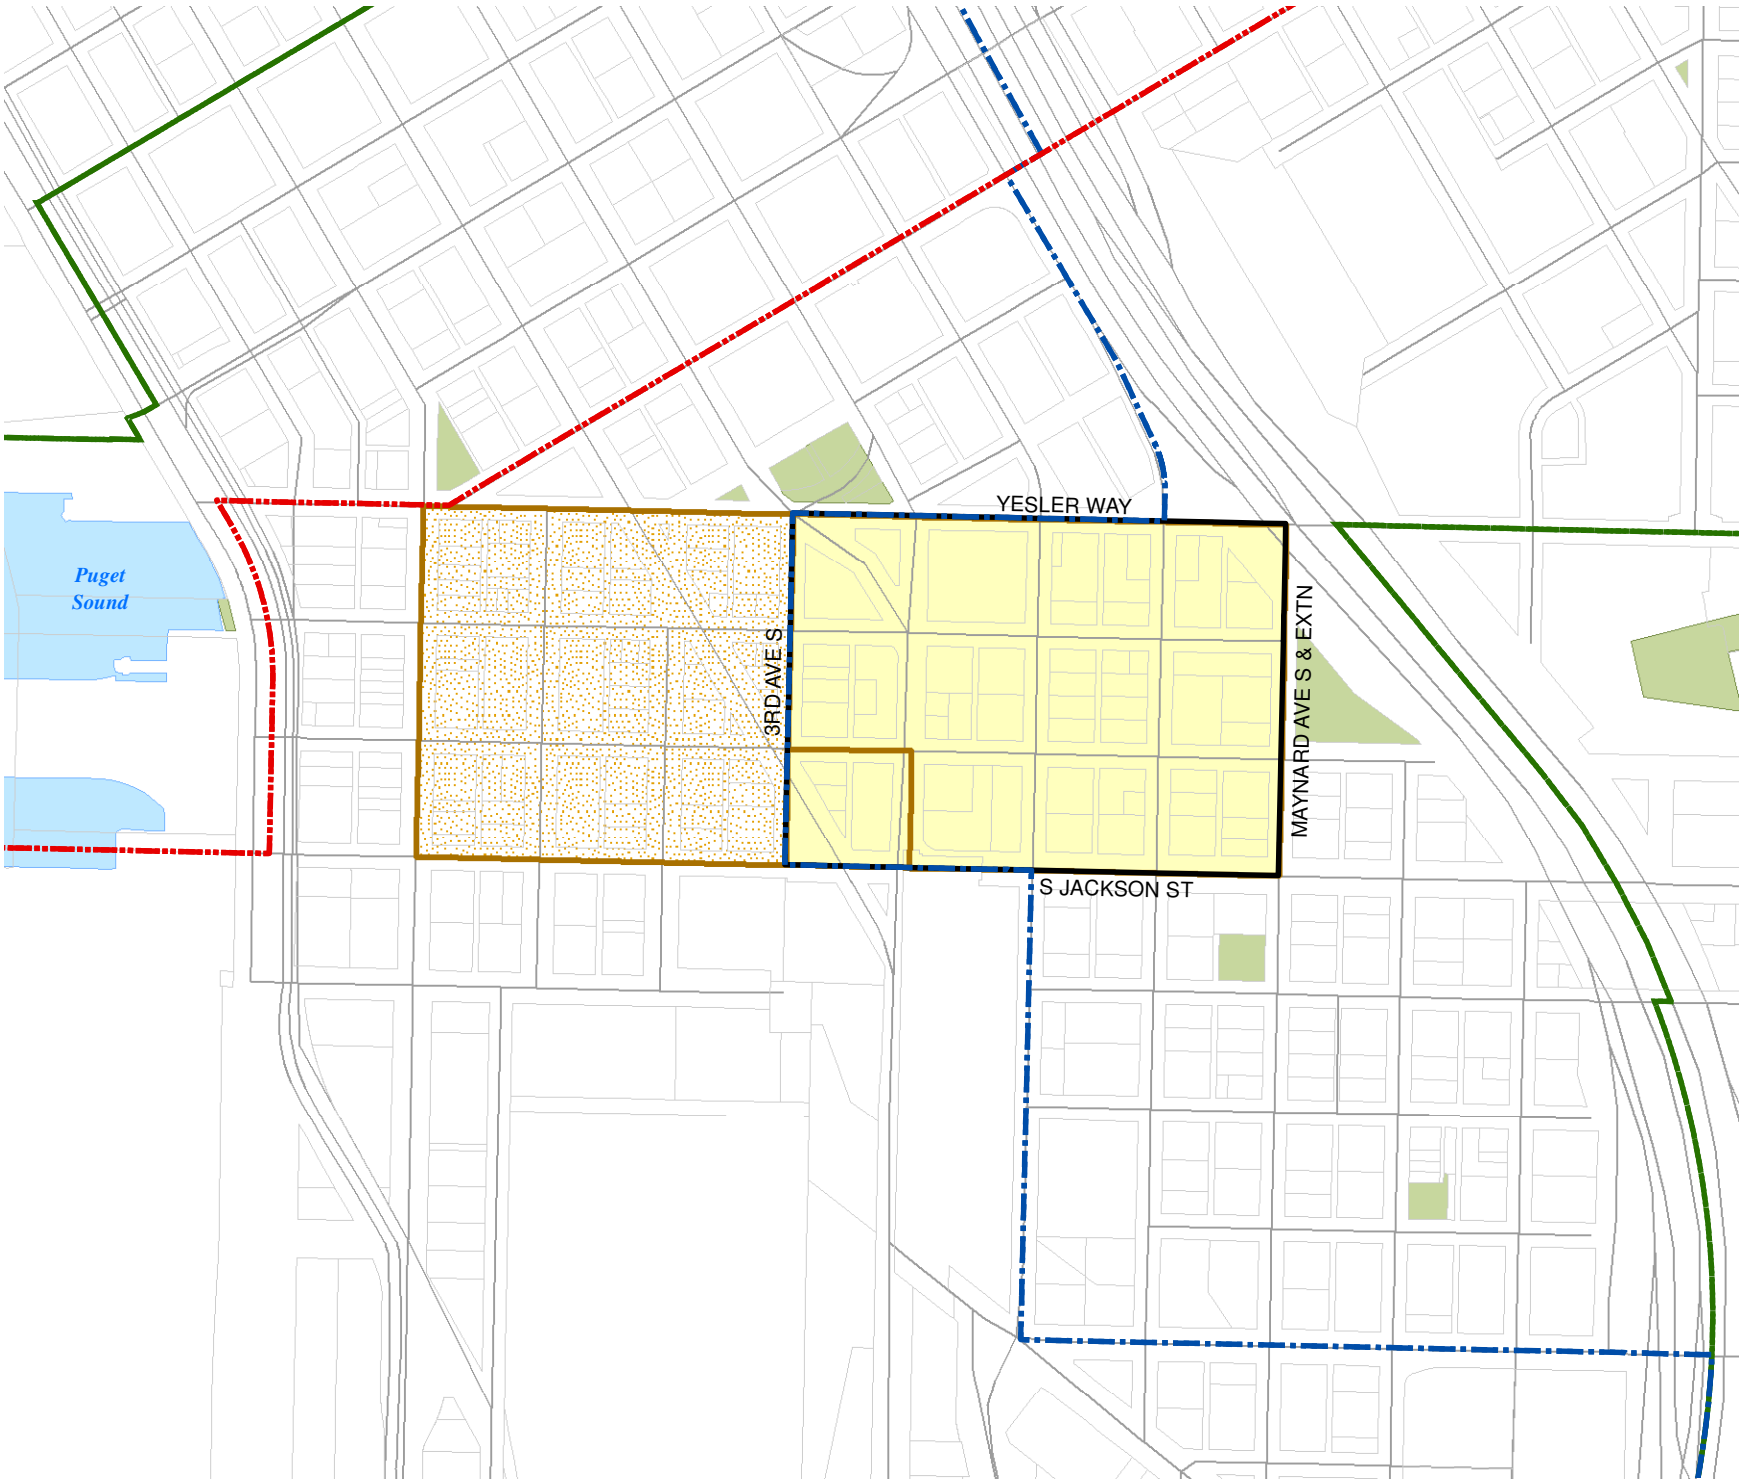 YESLER WAY
Puget
Sound
3RD AVE S
MAYNARD AVE S & EXTN
S JACKSON ST